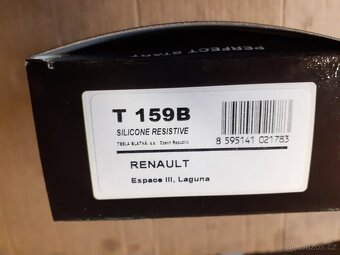 PERFECT START
T 159B
SILICONE RESISTIVE
TESLA BLATNÁ, a.s. Czech Republic
8 595141 021783
RENAULT
Espace III, Laguna